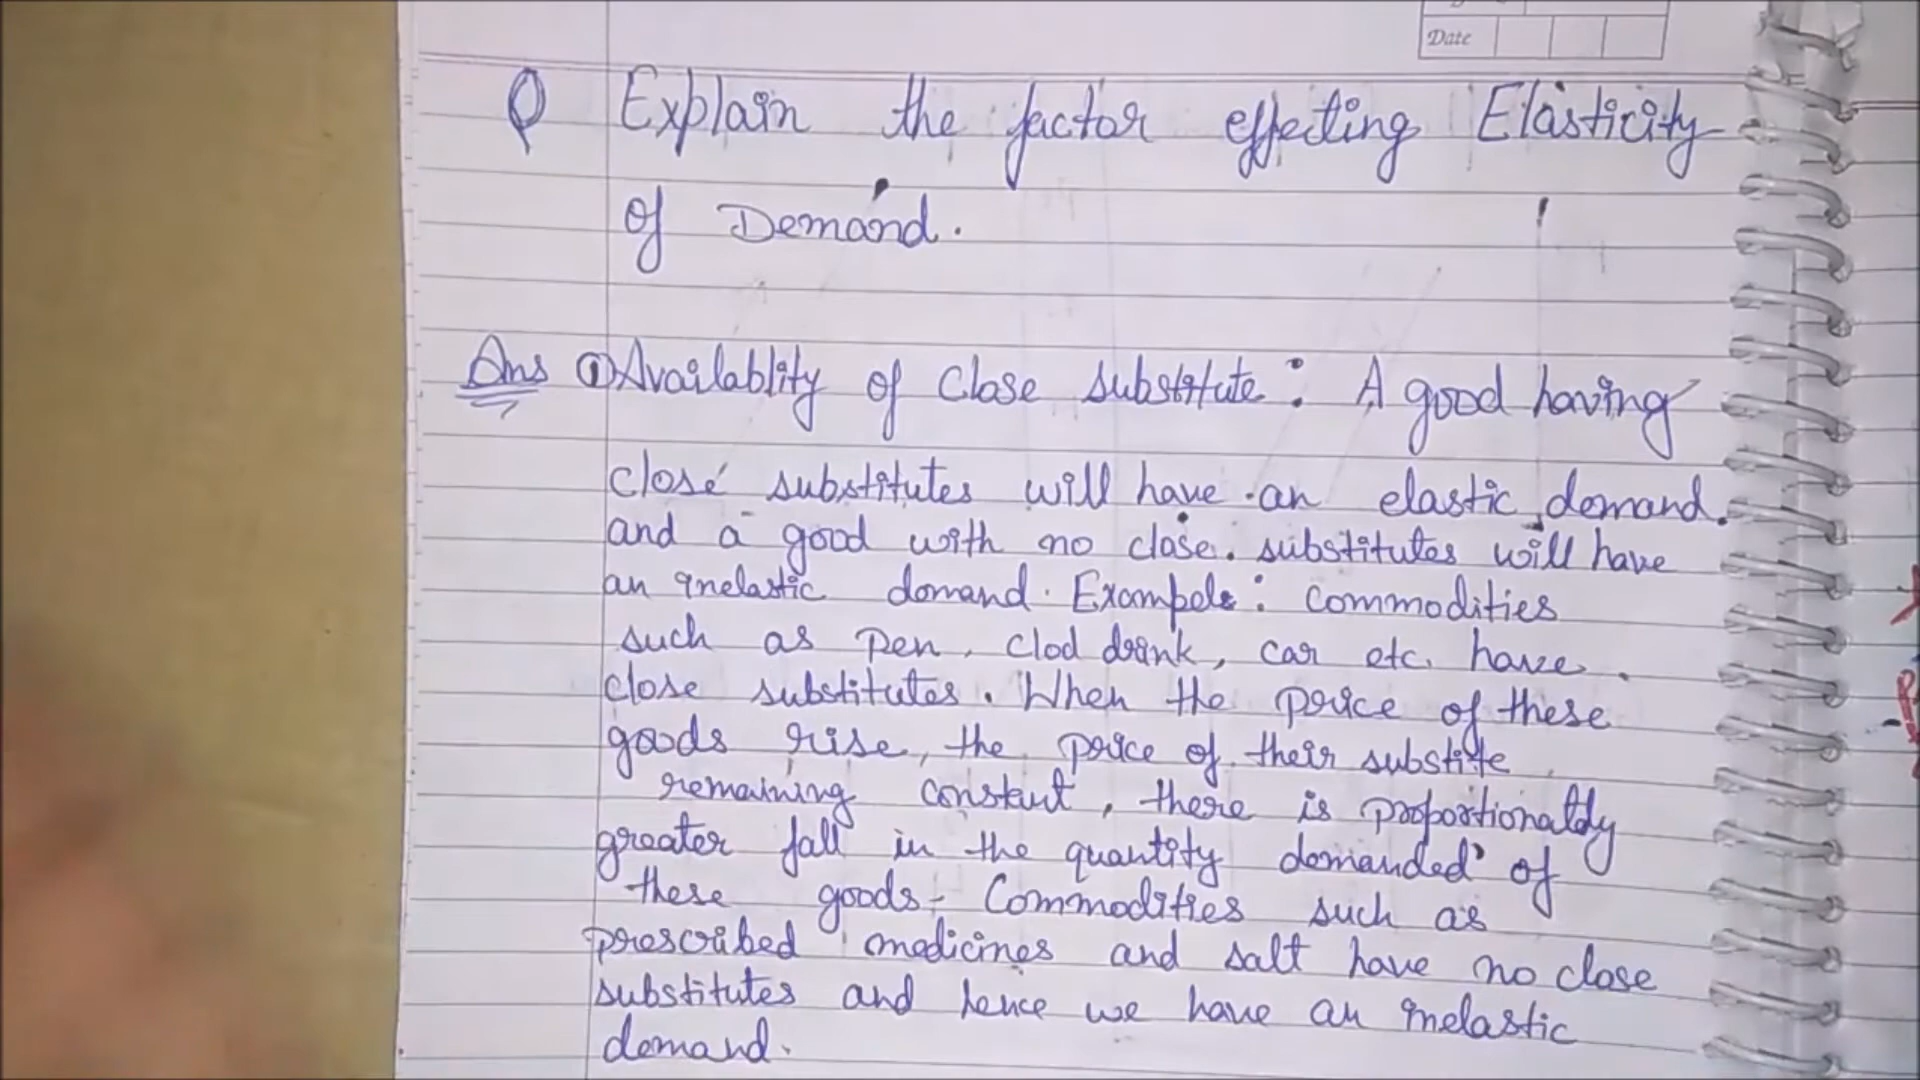 Date
Q Explain the factor effecting Elasticity
of Demand.
Ans ① Availablity of Close substitute: A good having
close substitutes will have an elastic demand.
and a good with no close substitutes will have
an inelastic demand. Exampele: Commodities
such as Pen, Clod drink, car etc. have
close substitutes. When the price of these
goods rise, the price of their substite
remaining constut, there is proportionaldy
greater fall in the quantity demanded of
these goods. Commodities such as
prescribed medicines and salt have no close
substitutes and hence we have an inelastic
demand.